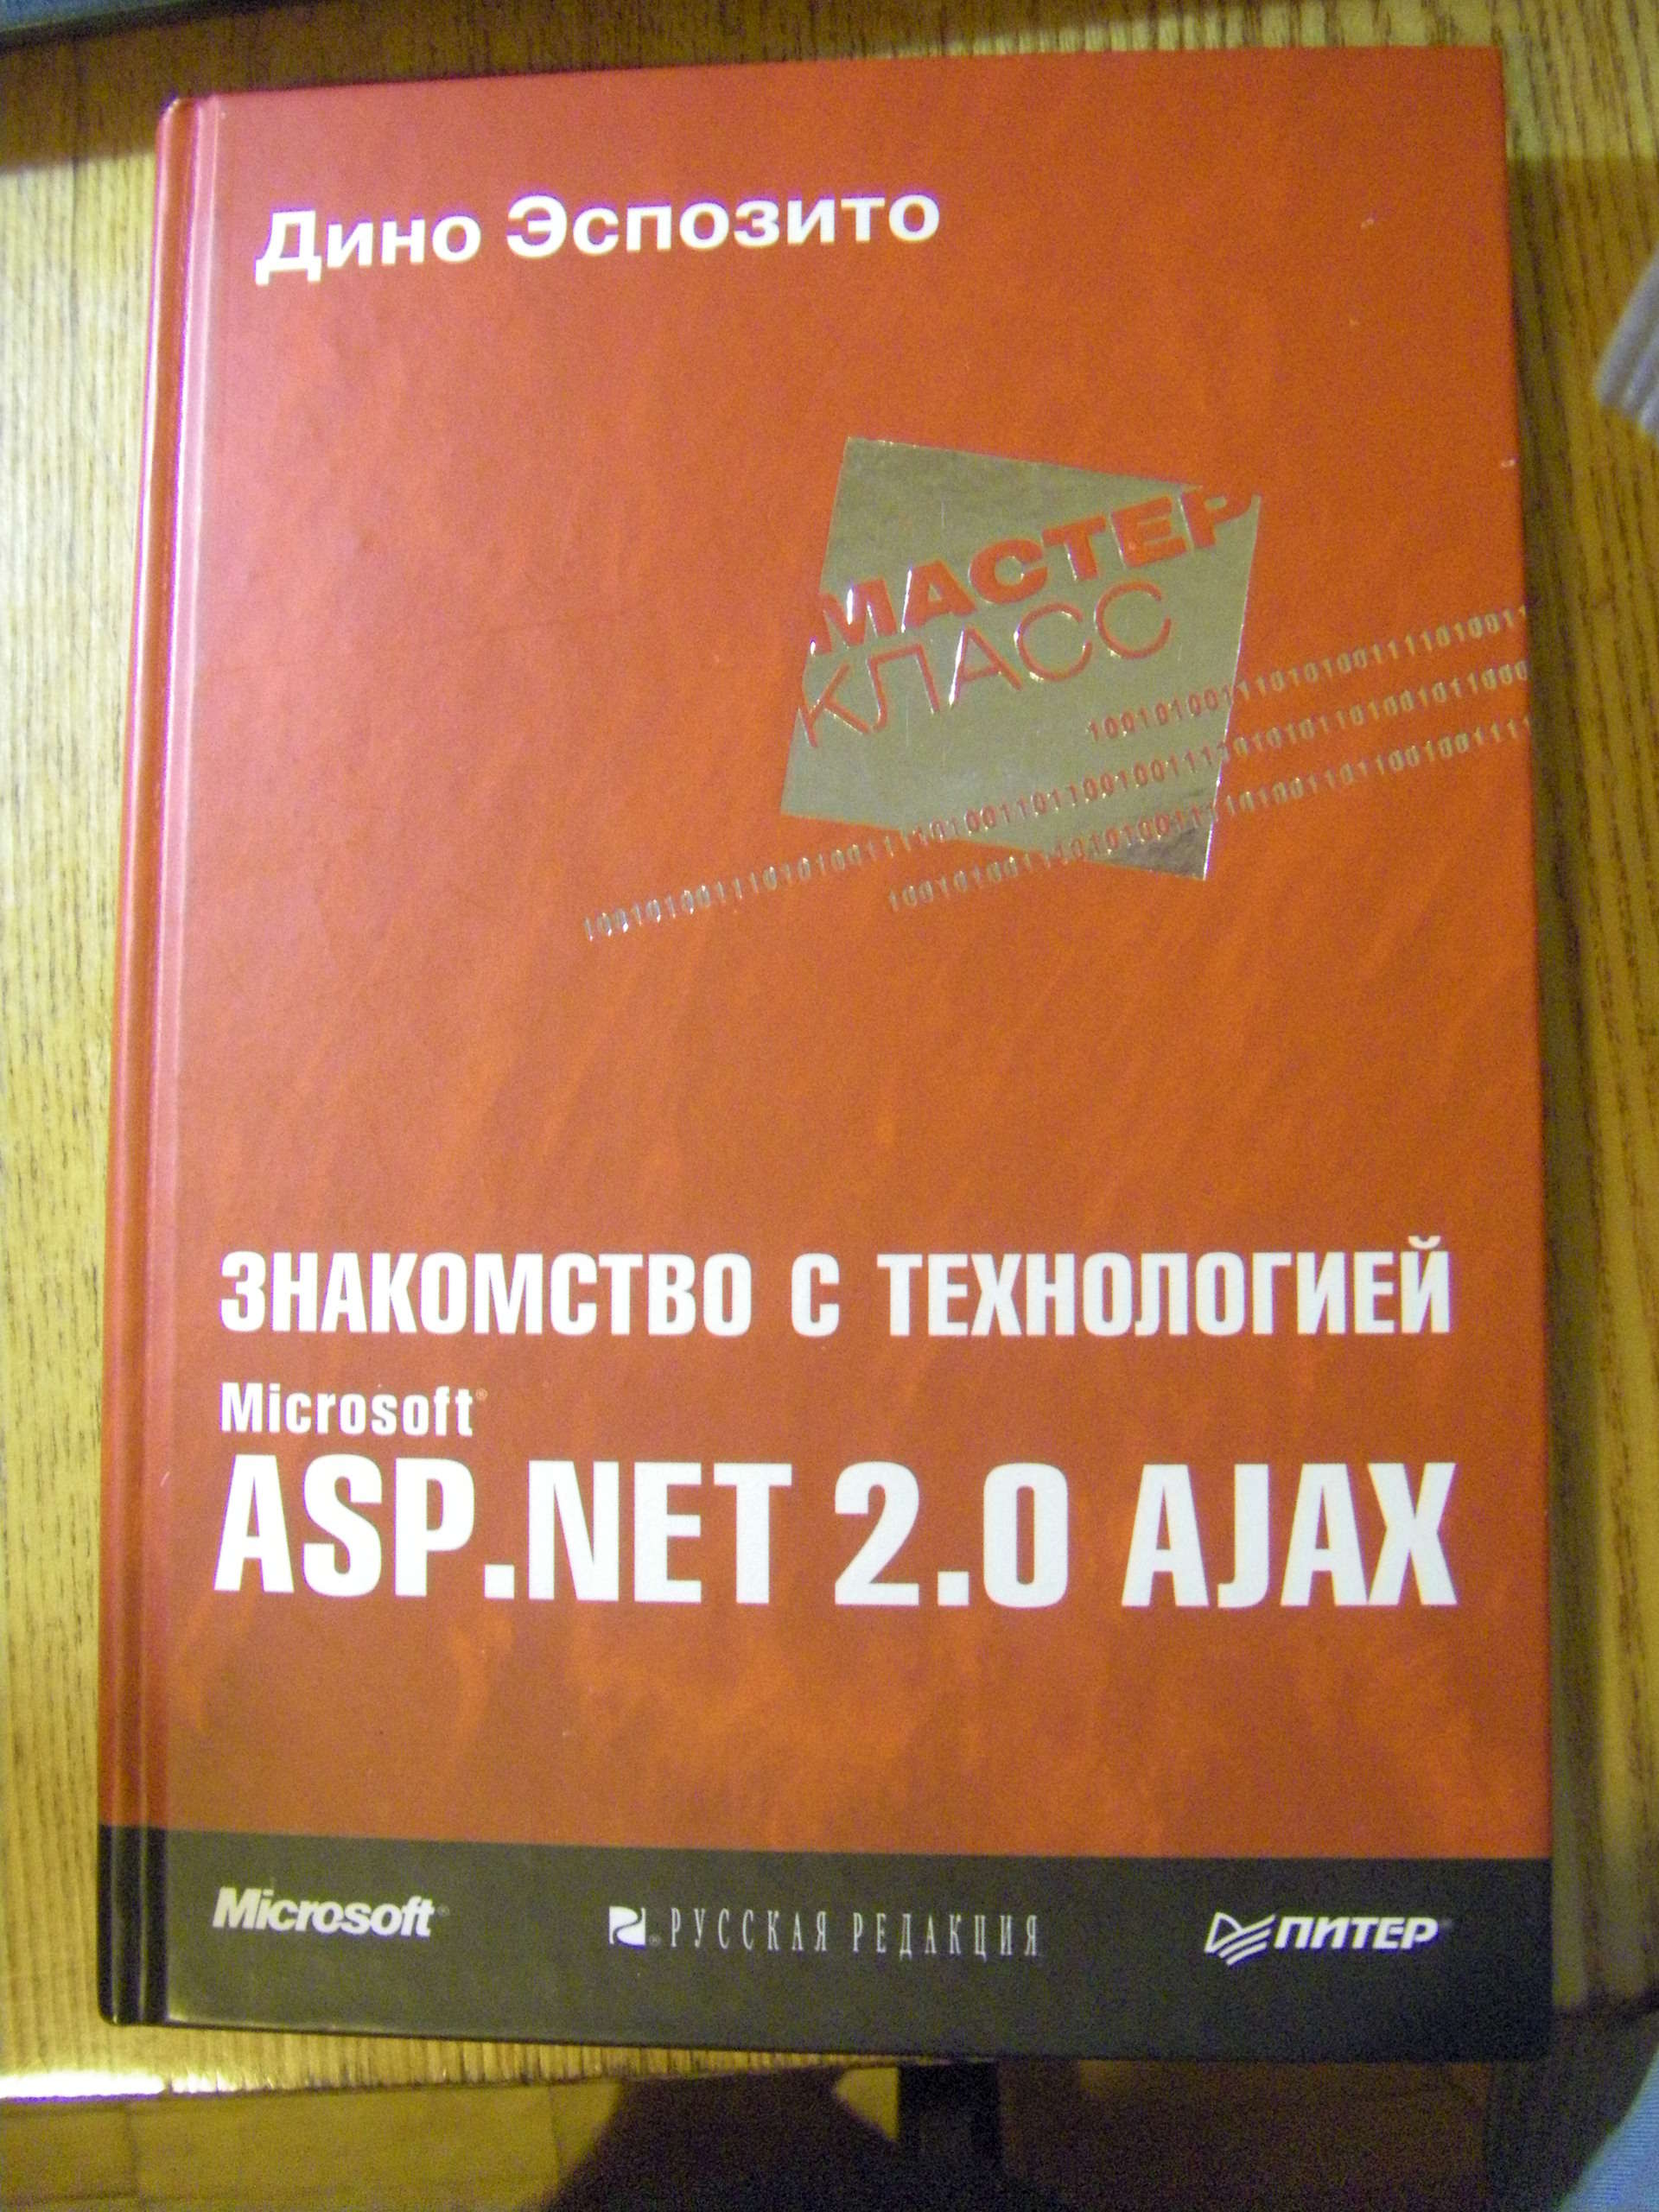 Дино Эспозито
МАСТЕР
КЛАСС
ЗНАКОМСТВО С ТЕХНОЛОГИЕЙ
Microsoft®
ASP.NET 2.0 AJAX
Microsoft®
РУССКАЯ РЕДАКЦИЯ
ПИТЕР®